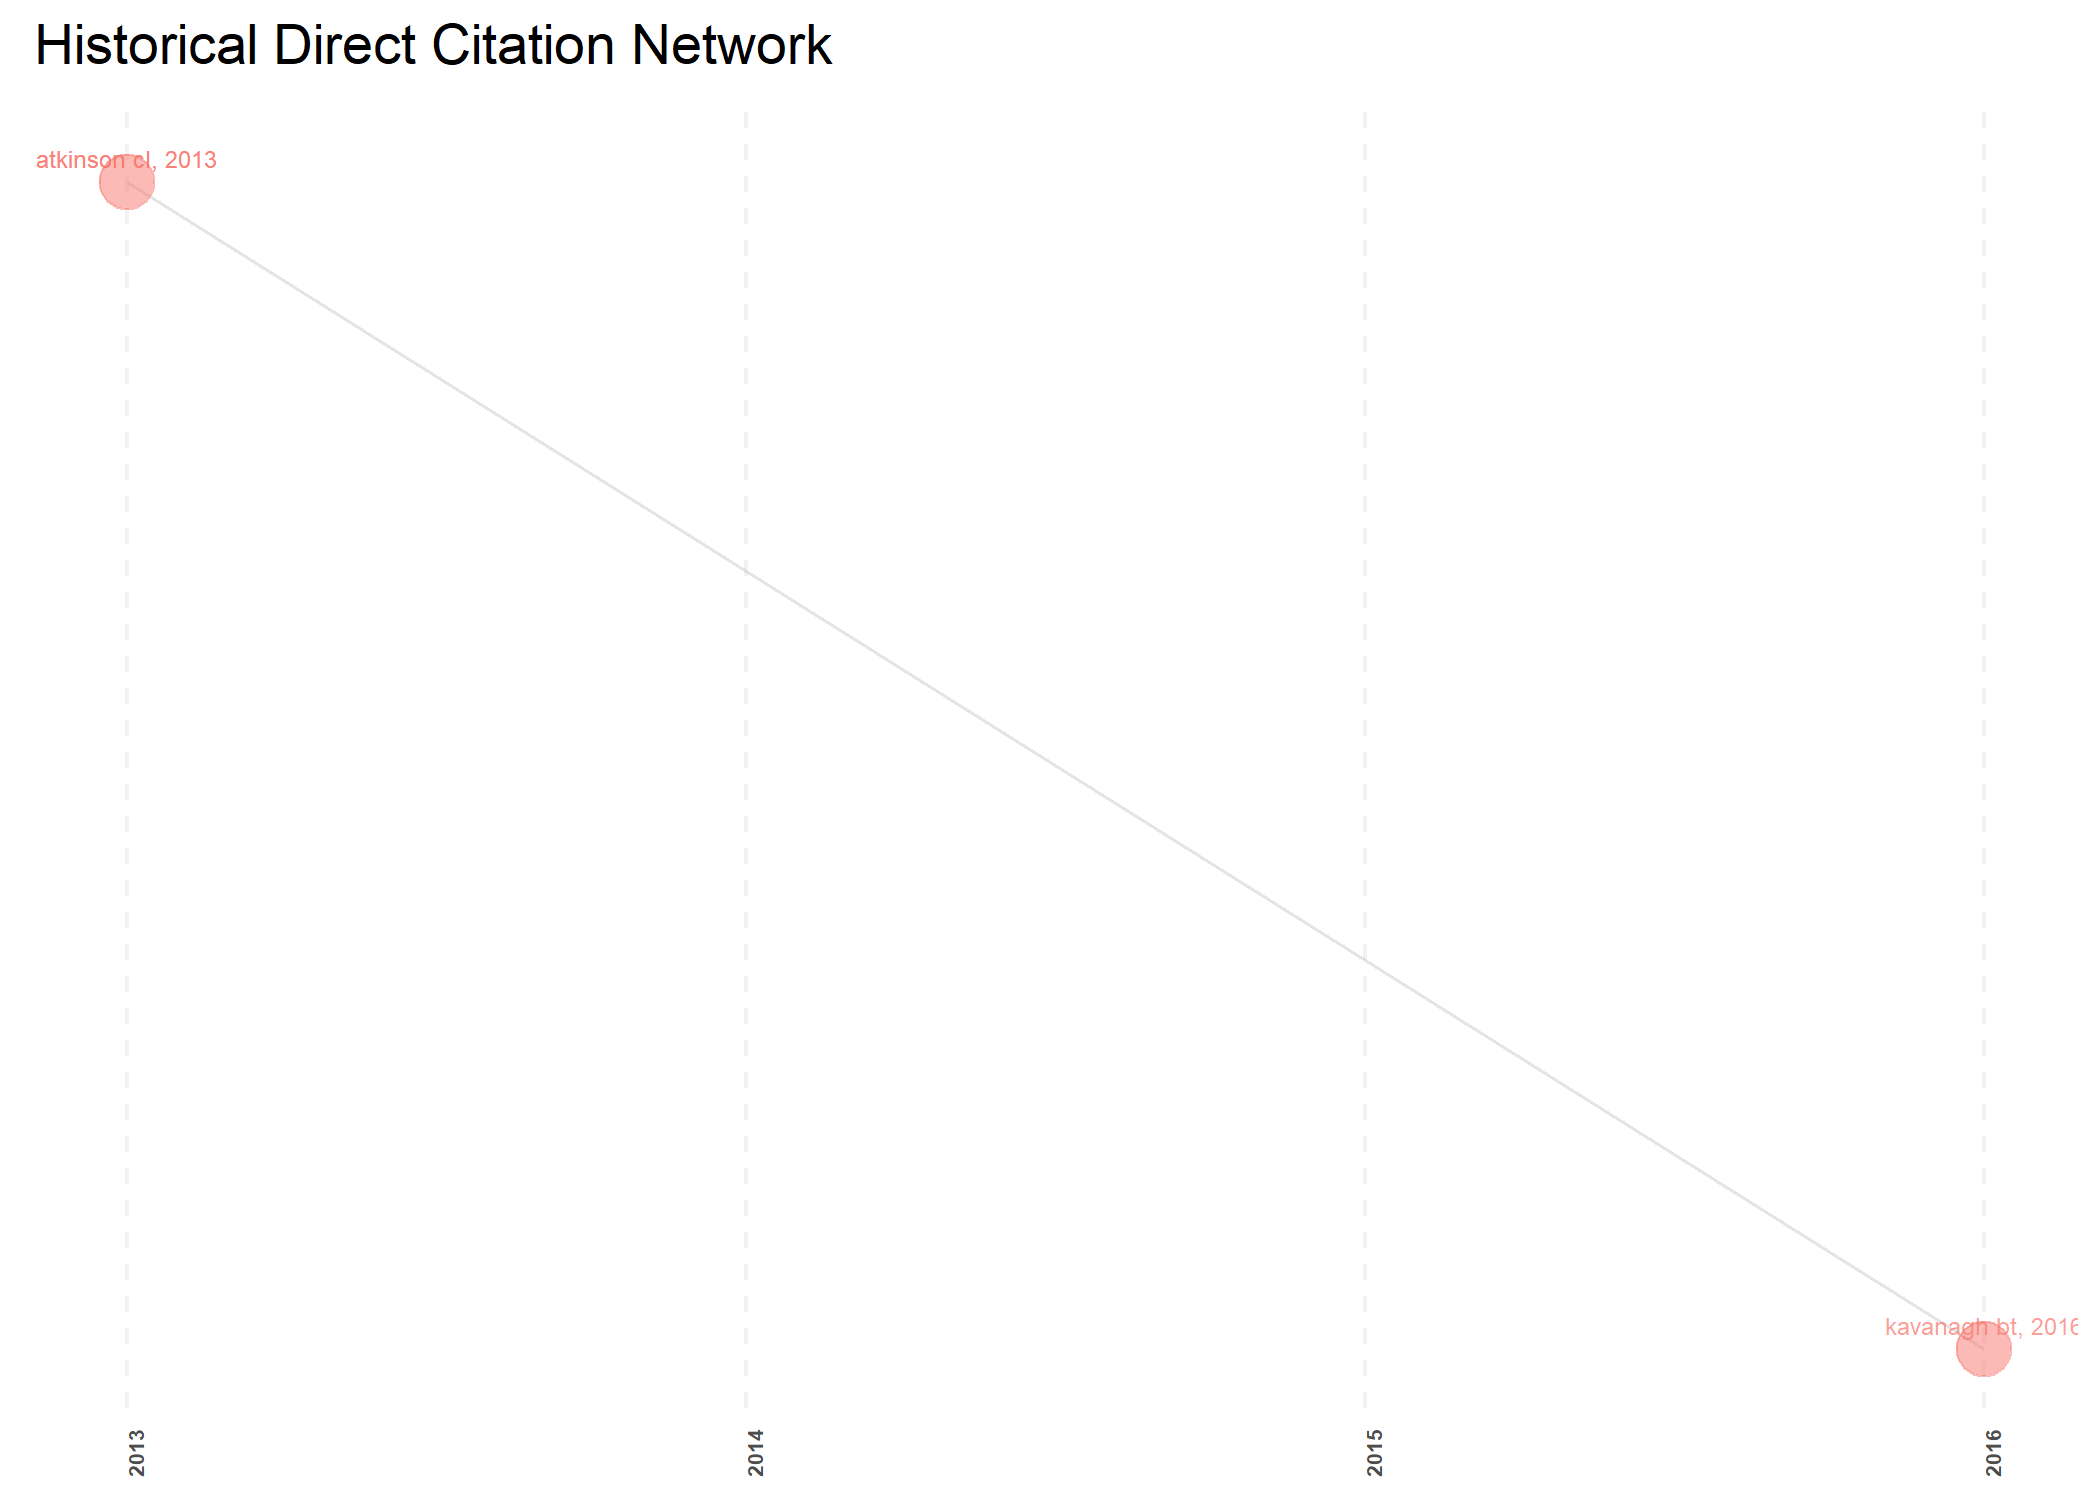 Historical Direct Citation Network
atkinson cl, 2013
kavanagh bt, 2016
2013
2014
2015
2016